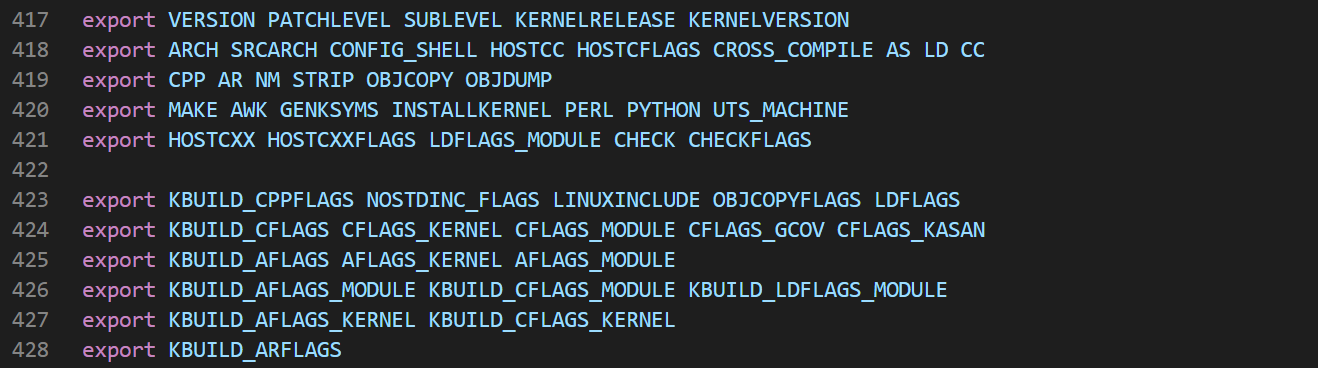 417 export VERSION PATCHLEVEL SUBLEVEL KERNELRELEASE KERNELVERSION
418 export ARCH SRCARCH CONFIG_SHELL HOSTCC HOSTCFLAGS CROSS_COMPILE AS LD CC
419 export CPP AR NM STRIP OBJCOPY OBJDUMP
420 export MAKE AWK GENKSYMS INSTALLKERNEL PERL PYTHON UTS_MACHINE
421 export HOSTCXX HOSTCXXFLAGS LDFLAGS_MODULE CHECK CHECKFLAGS
422
423 export KBUILD_CPPFLAGS NOSTDINC_FLAGS LINUXINCLUDE OBJCOPYFLAGS LDFLAGS
424 export KBUILD_CFLAGS CFLAGS_KERNEL CFLAGS_MODULE CFLAGS_GCOV CFLAGS_KASAN
425 export KBUILD_AFLAGS AFLAGS_KERNEL AFLAGS_MODULE
426 export KBUILD_AFLAGS_MODULE KBUILD_CFLAGS_MODULE KBUILD_LDFLAGS_MODULE
427 export KBUILD_AFLAGS_KERNEL KBUILD_CFLAGS_KERNEL
428 export KBUILD_ARFLAGS